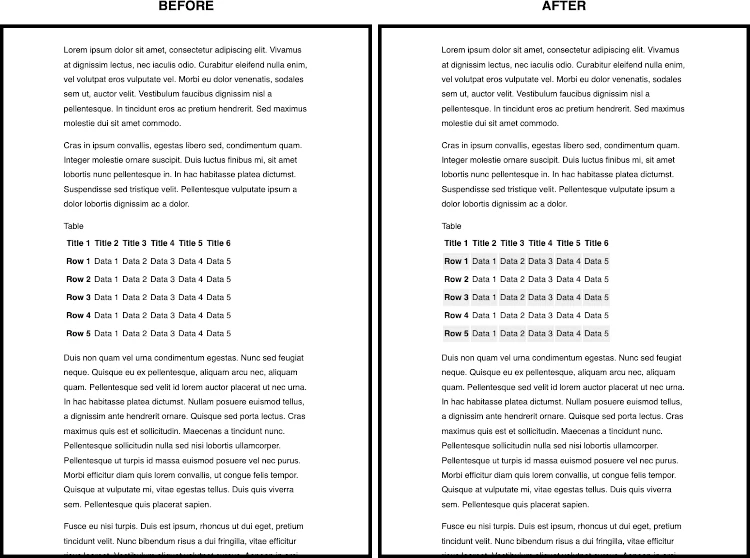 BEFORE
Lorem ipsum dolor sit amet, consectetur adipiscing elit. Vivamus
at dignissim lectus, nec iaculis odio. Curabitur eleifend nulla enim,
vel volutpat eros vulputate vel. Morbi eu dolor venenatis, sodales
sem ut, auctor velit. Vestibulum faucibus dignissim nisl a
pellentesque. In tincidunt eros ac pretium hendrerit. Sed maximus
molestie dui sit amet commodo.
Cras in ipsum convallis, egestas libero sed, condimentum quam.
Integer molestie ornare suscipit. Duis luctus finibus mi, sit amet
lobortis nunc pellentesque in. In hac habitasse platea dictumst.
Suspendisse sed tristique velit. Pellentesque vulputate ipsum a
dolor lobortis dignissim ac a dolor.
Table
Title 1 Title 2 Title 3 Title 4 Title 5 Title 6
Row 1 Data 1 Data 2 Data 3 Data 4 Data 5
Row 2 Data 1 Data 2 Data 3 Data 4 Data 5
Row 3 Data 1 Data 2 Data 3 Data 4 Data 5
Row 4 Data 1 Data 2 Data 3 Data 4 Data 5
Row 5 Data 1 Data 2 Data 3 Data 4 Data 5
Duis non quam vel urna condimentum egestas. Nunc sed feugiat
neque. Quisque eu ex pellentesque, aliquam arcu nec, aliquam
quam. Pellentesque sed velit id lorem auctor placerat ut nec urna.
In hac habitasse platea dictumst. Nullam posuere euismod tellus,
a dignissim ante hendrerit ornare. Quisque sed porta lectus. Cras
maximus quis est et sollicitudin. Maecenas a tincidunt nunc.
Pellentesque sollicitudin nulla sed nisi lobortis ullamcorper.
Pellentesque ut turpis id massa euismod posuere vel nec purus.
Morbi efficitur diam quis lorem convallis, ut congue felis tempor.
Quisque at vulputate mi, vitae egestas tellus. Duis quis viverra
sem. Pellentesque quis placerat sapien.
Fusce eu nisi turpis. Duis est ipsum, rhoncus ut dui eget, pretium
tincidunt velit. Nunc bibendum risus a dui fringilla, vitae efficitur
AFTER
Lorem ipsum dolor sit amet, consectetur adipiscing elit. Vivamus
at dignissim lectus, nec iaculis odio. Curabitur eleifend nulla enim,
vel volutpat eros vulputate vel. Morbi eu dolor venenatis, sodales
sem ut, auctor velit. Vestibulum faucibus dignissim nisl a
pellentesque. In tincidunt eros ac pretium hendrerit. Sed maximus
molestie dui sit amet commodo.
Cras in ipsum convallis, egestas libero sed, condimentum quam.
Integer molestie ornare suscipit. Duis luctus finibus mi, sit amet
lobortis nunc pellentesque in. In hac habitasse platea dictumst.
Suspendisse sed tristique velit. Pellentesque vulputate ipsum a
dolor lobortis dignissim ac a dolor.
Table
Title 1 Title 2 Title 3 Title 4 Title 5 Title 6
Row 1 Data 1 Data 2 Data 3 Data 4 Data 5
Row 2 Data 1 Data 2 Data 3 Data 4 Data 5
Row 3 Data 1 Data 2 Data 3 Data 4 Data 5
Row 4 Data 1 Data 2 Data 3 Data 4 Data 5
Row 5 Data 1 Data 2 Data 3 Data 4 Data 5
Duis non quam vel urna condimentum egestas. Nunc sed feugiat
neque. Quisque eu ex pellentesque, aliquam arcu nec, aliquam
quam. Pellentesque sed velit id lorem auctor placerat ut nec urna.
In hac habitasse platea dictumst. Nullam posuere euismod tellus,
a dignissim ante hendrerit ornare. Quisque sed porta lectus. Cras
maximus quis est et sollicitudin. Maecenas a tincidunt nunc.
Pellentesque sollicitudin nulla sed nisi lobortis ullamcorper.
Pellentesque ut turpis id massa euismod posuere vel nec purus.
Morbi efficitur diam quis lorem convallis, ut congue felis tempor.
Quisque at vulputate mi, vitae egestas tellus. Duis quis viverra
sem. Pellentesque quis placerat sapien.
Fusce eu nisi turpis. Duis est ipsum, rhoncus ut dui eget, pretium
tincidunt velit. Nunc bibendum risus a dui fringilla, vitae efficitur